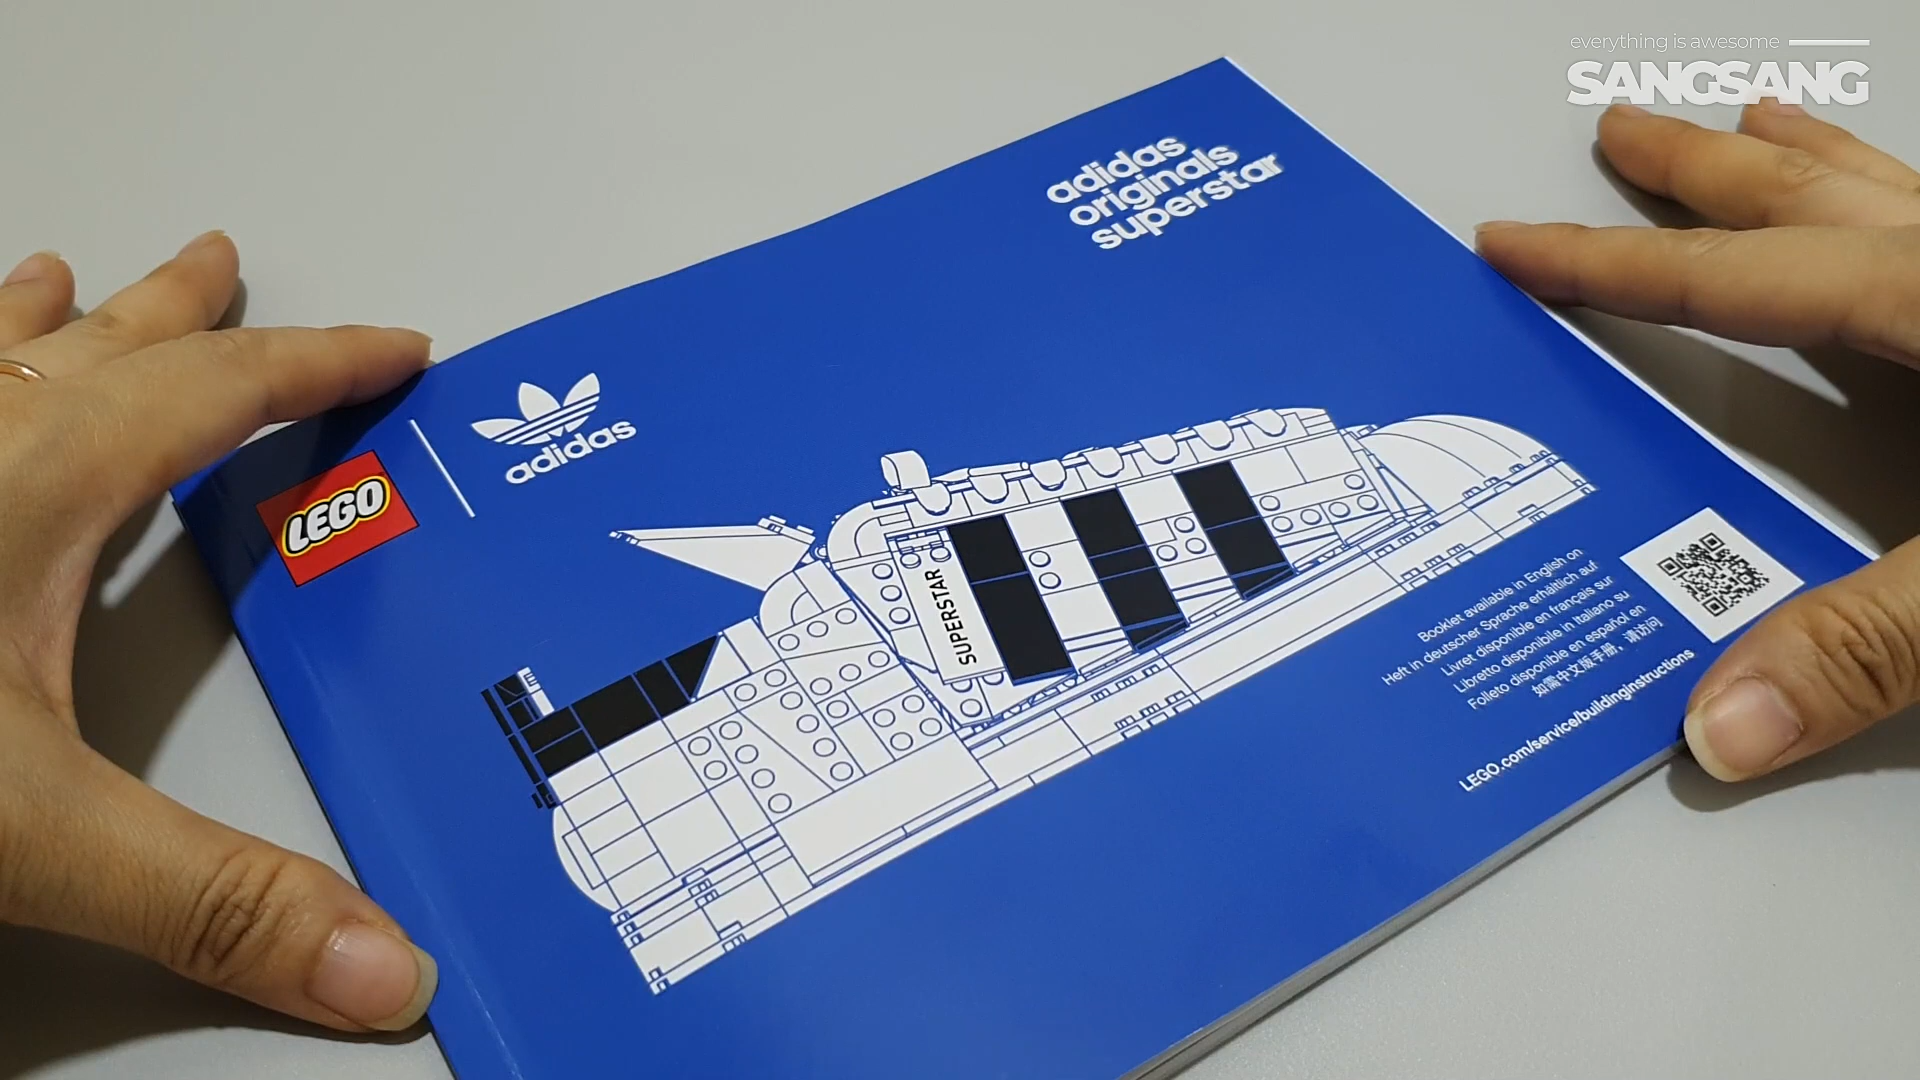 everything is awesome
SANGSANG
adidas
originals
superstar
adidas
LEGO
SUPERSTAR
Booklet available in English on
Heft in deutscher Sprache erhältlich auf
Livret disponible en français sur
Libretto disponibile in italiano su
Folleto disponible en español en
如需中文版手册，请访问
LEGO.com/service/buildinginstructions